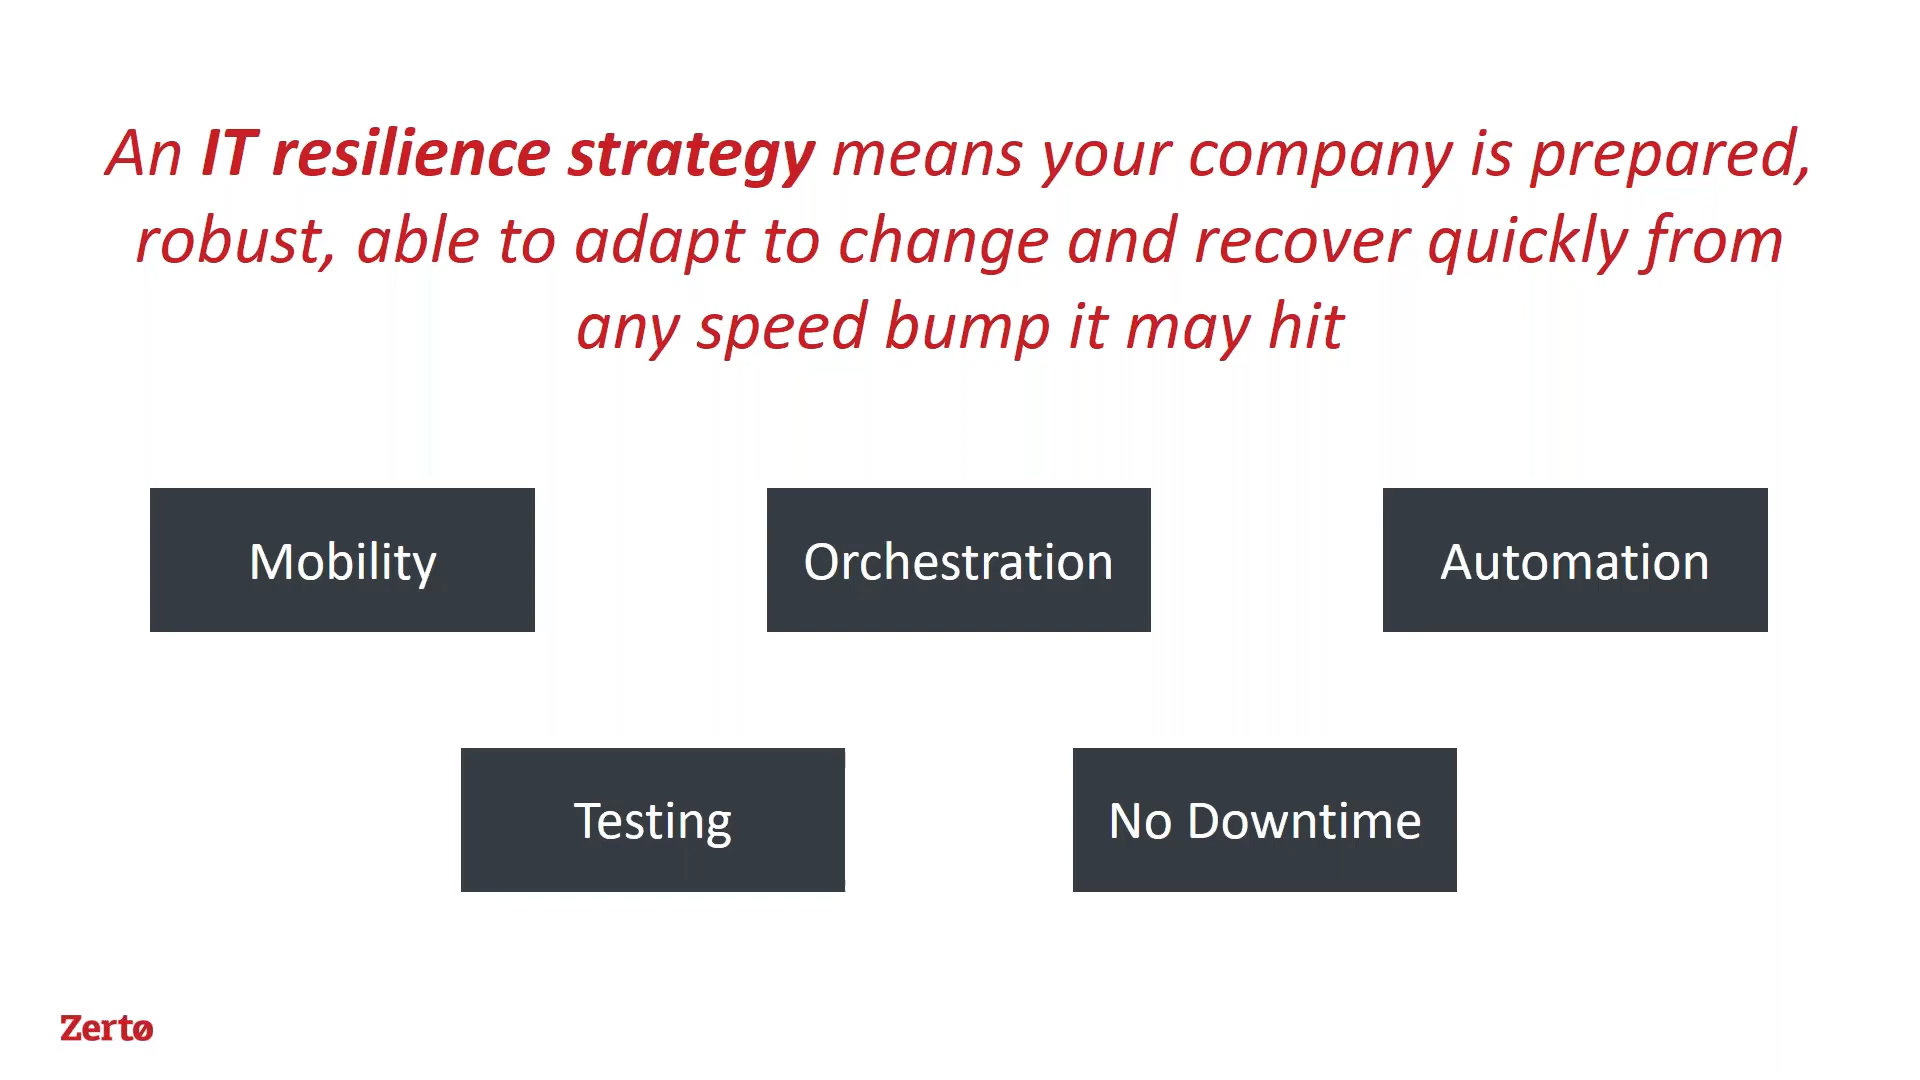 An IT resilience strategy means your company is prepared,
robust, able to adapt to change and recover quickly from
any speed bump it may hit
Mobility
Orchestration
Automation
Testing
No Downtime
Zerto